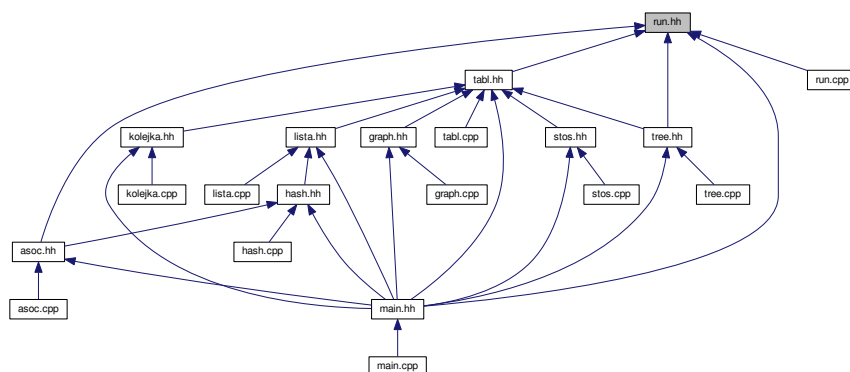 run.hh
tabl.hh
run.cpp
kolejka.hh
lista.hh
graph.hh
tabl.cpp
stos.hh
tree.hh
kolejka.cpp
lista.cpp
hash.hh
graph.cpp
stos.cpp
tree.cpp
asoc.hh
hash.cpp
asoc.cpp
main.hh
main.cpp